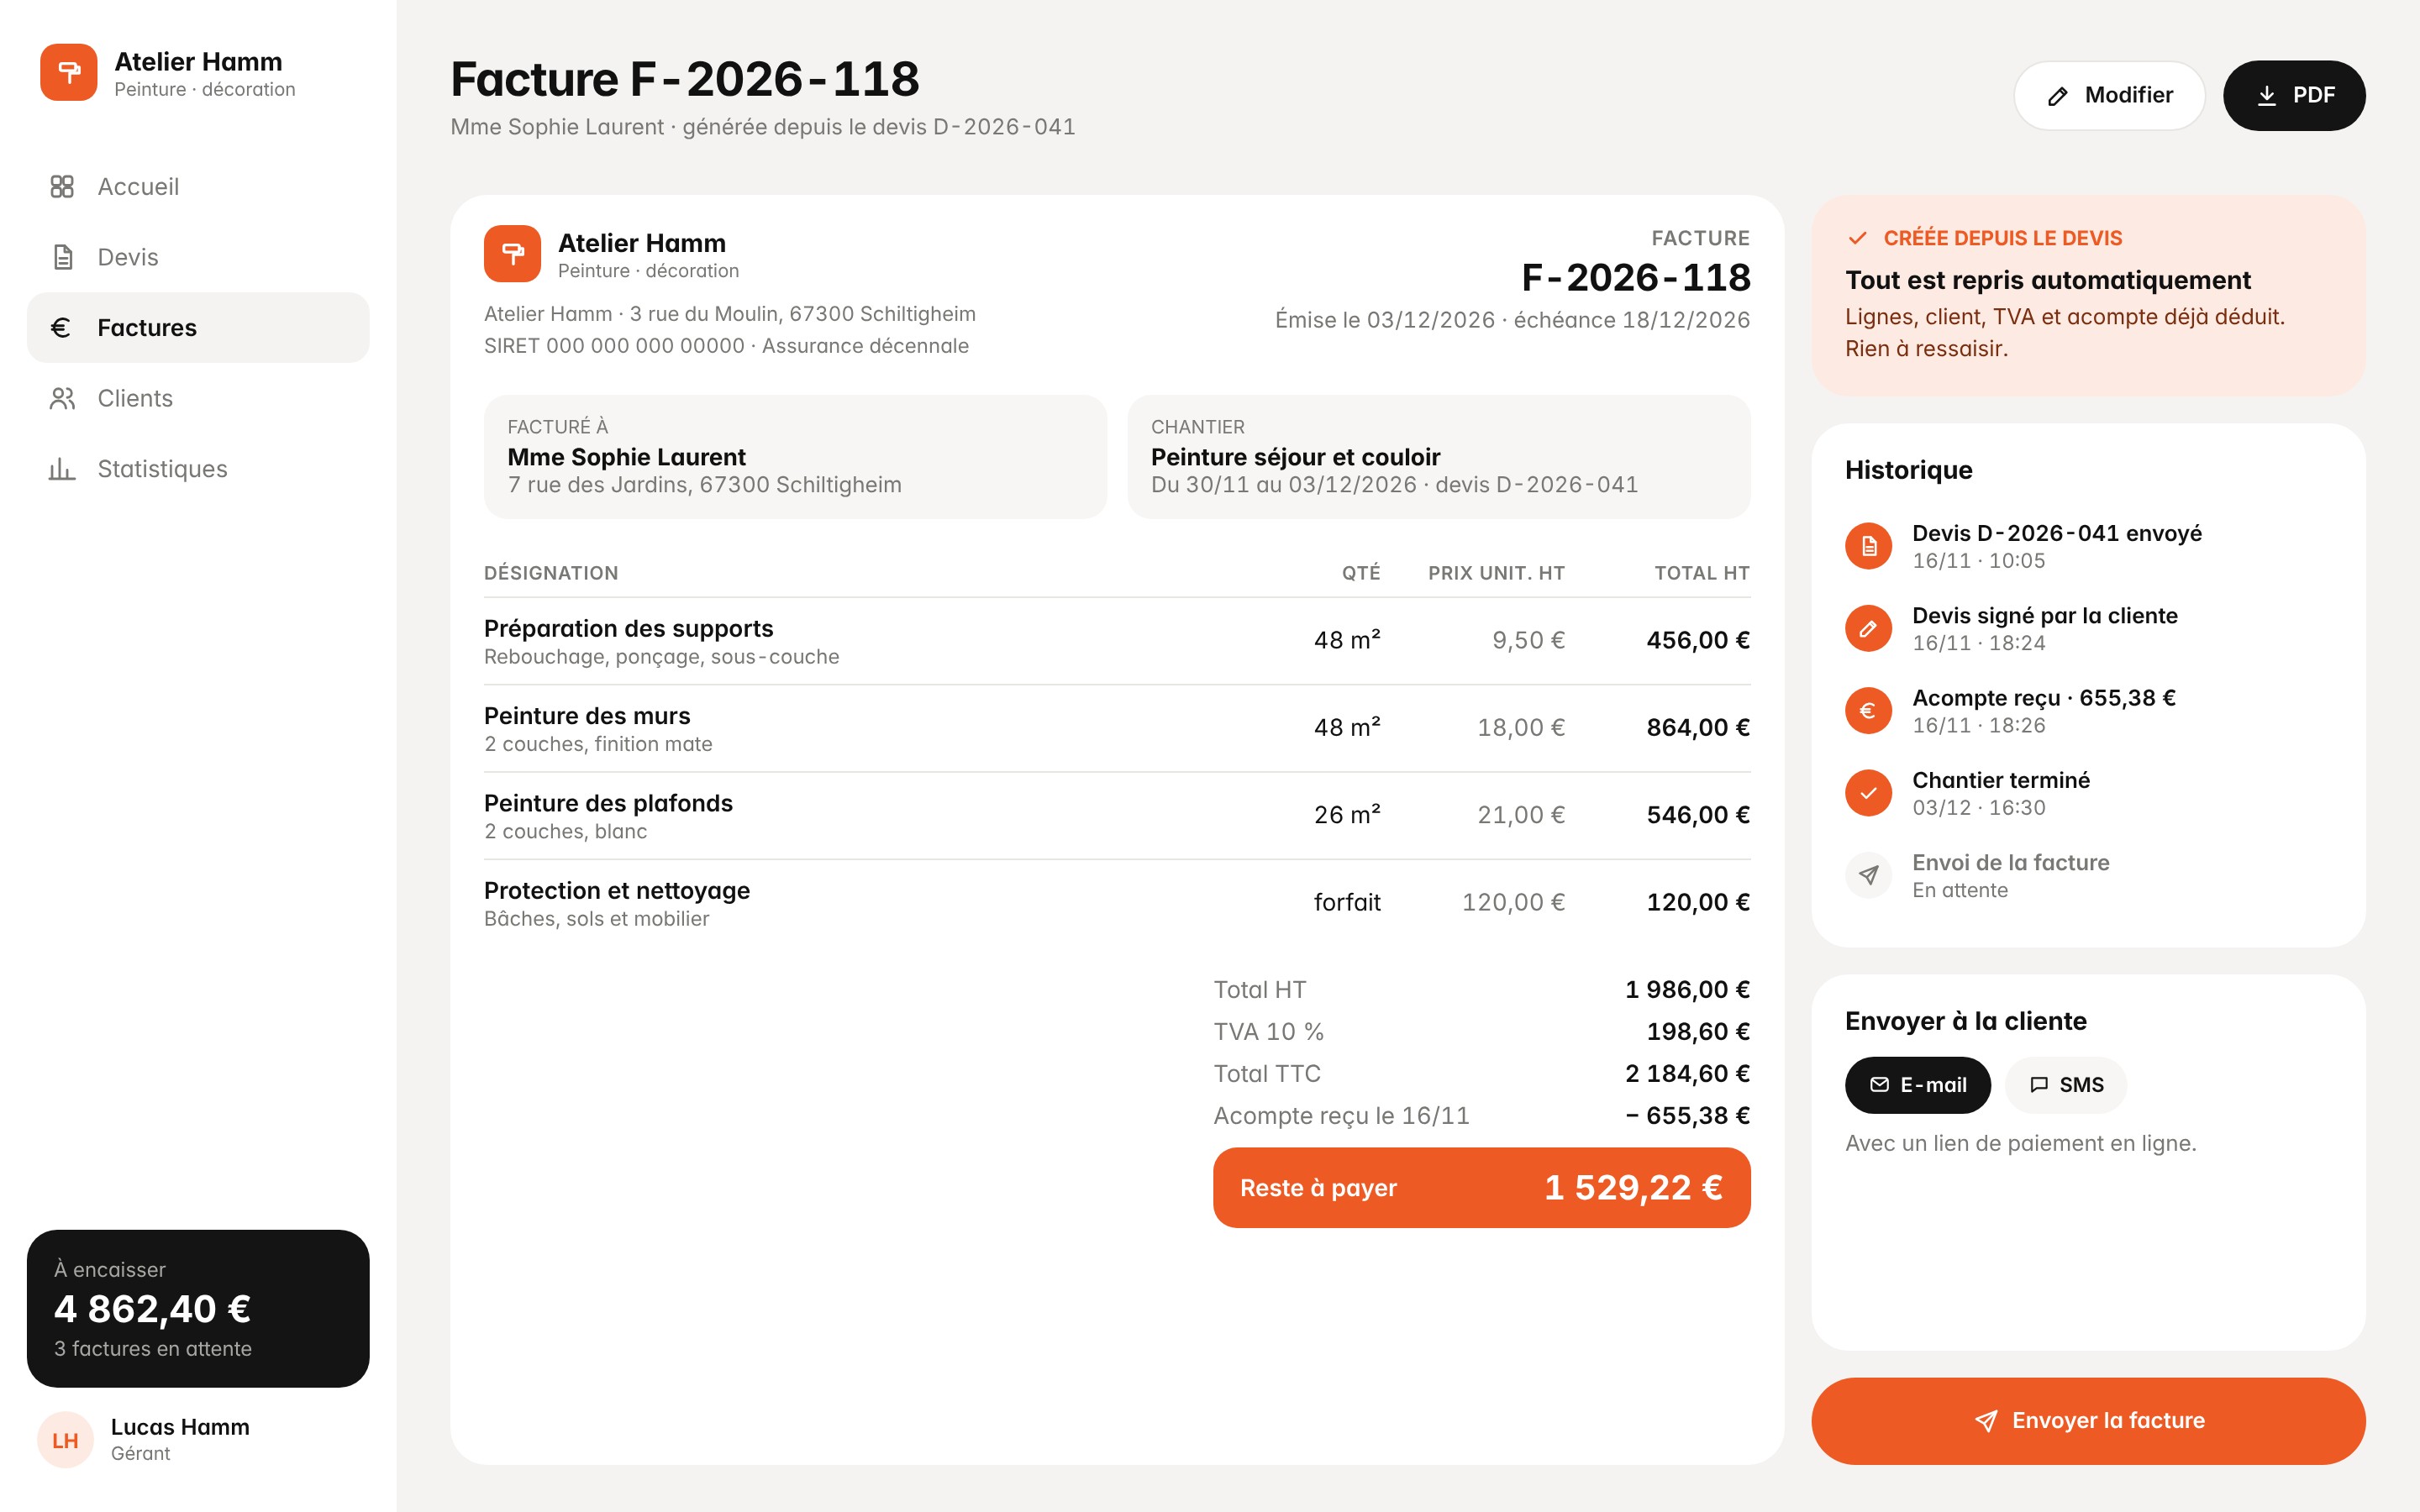 Atelier Hamm
Peinture · décoration
Accueil
Devis
Factures
Clients
Statistiques
À encaisser
4 862,40 €
3 factures en attente
LH
Lucas Hamm
Gérant
Facture F-2026-118
Mme Sophie Laurent · générée depuis le devis D-2026-041
Modifier
PDF
Atelier Hamm
Peinture · décoration
Atelier Hamm · 3 rue du Moulin, 67300 Schiltigheim
SIRET 000 000 000 00000 · Assurance décennale
FACTURE
F-2026-118
Émise le 03/12/2026 · échéance 18/12/2026
FACTURÉ À
Mme Sophie Laurent
7 rue des Jardins, 67300 Schiltigheim
CHANTIER
Peinture séjour et couloir
Du 30/11 au 03/12/2026 · devis D-2026-041
DÉSIGNATION QTÉ PRIX UNIT. HT TOTAL HT
Préparation des supports
Rebouchage, ponçage, sous-couche
48 m² 9,50 € 456,00 €
Peinture des murs
2 couches, finition mate
48 m² 18,00 € 864,00 €
Peinture des plafonds
2 couches, blanc
26 m² 21,00 € 546,00 €
Protection et nettoyage
Bâches, sols et mobilier
forfait 120,00 € 120,00 €
Total HT 1 986,00 €
TVA 10 % 198,60 €
Total TTC 2 184,60 €
Acompte reçu le 16/11 − 655,38 €
Reste à payer 1 529,22 €
CRÉÉE DEPUIS LE DEVIS
Tout est repris automatiquement
Lignes, client, TVA et acompte déjà déduit.
Rien à ressaisir.
Historique
Devis D-2026-041 envoyé
16/11 · 10:05
Devis signé par la cliente
16/11 · 18:24
Acompte reçu · 655,38 €
16/11 · 18:26
Chantier terminé
03/12 · 16:30
Envoi de la facture
En attente
Envoyer à la cliente
E-mail
SMS
Avec un lien de paiement en ligne.
Envoyer la facture